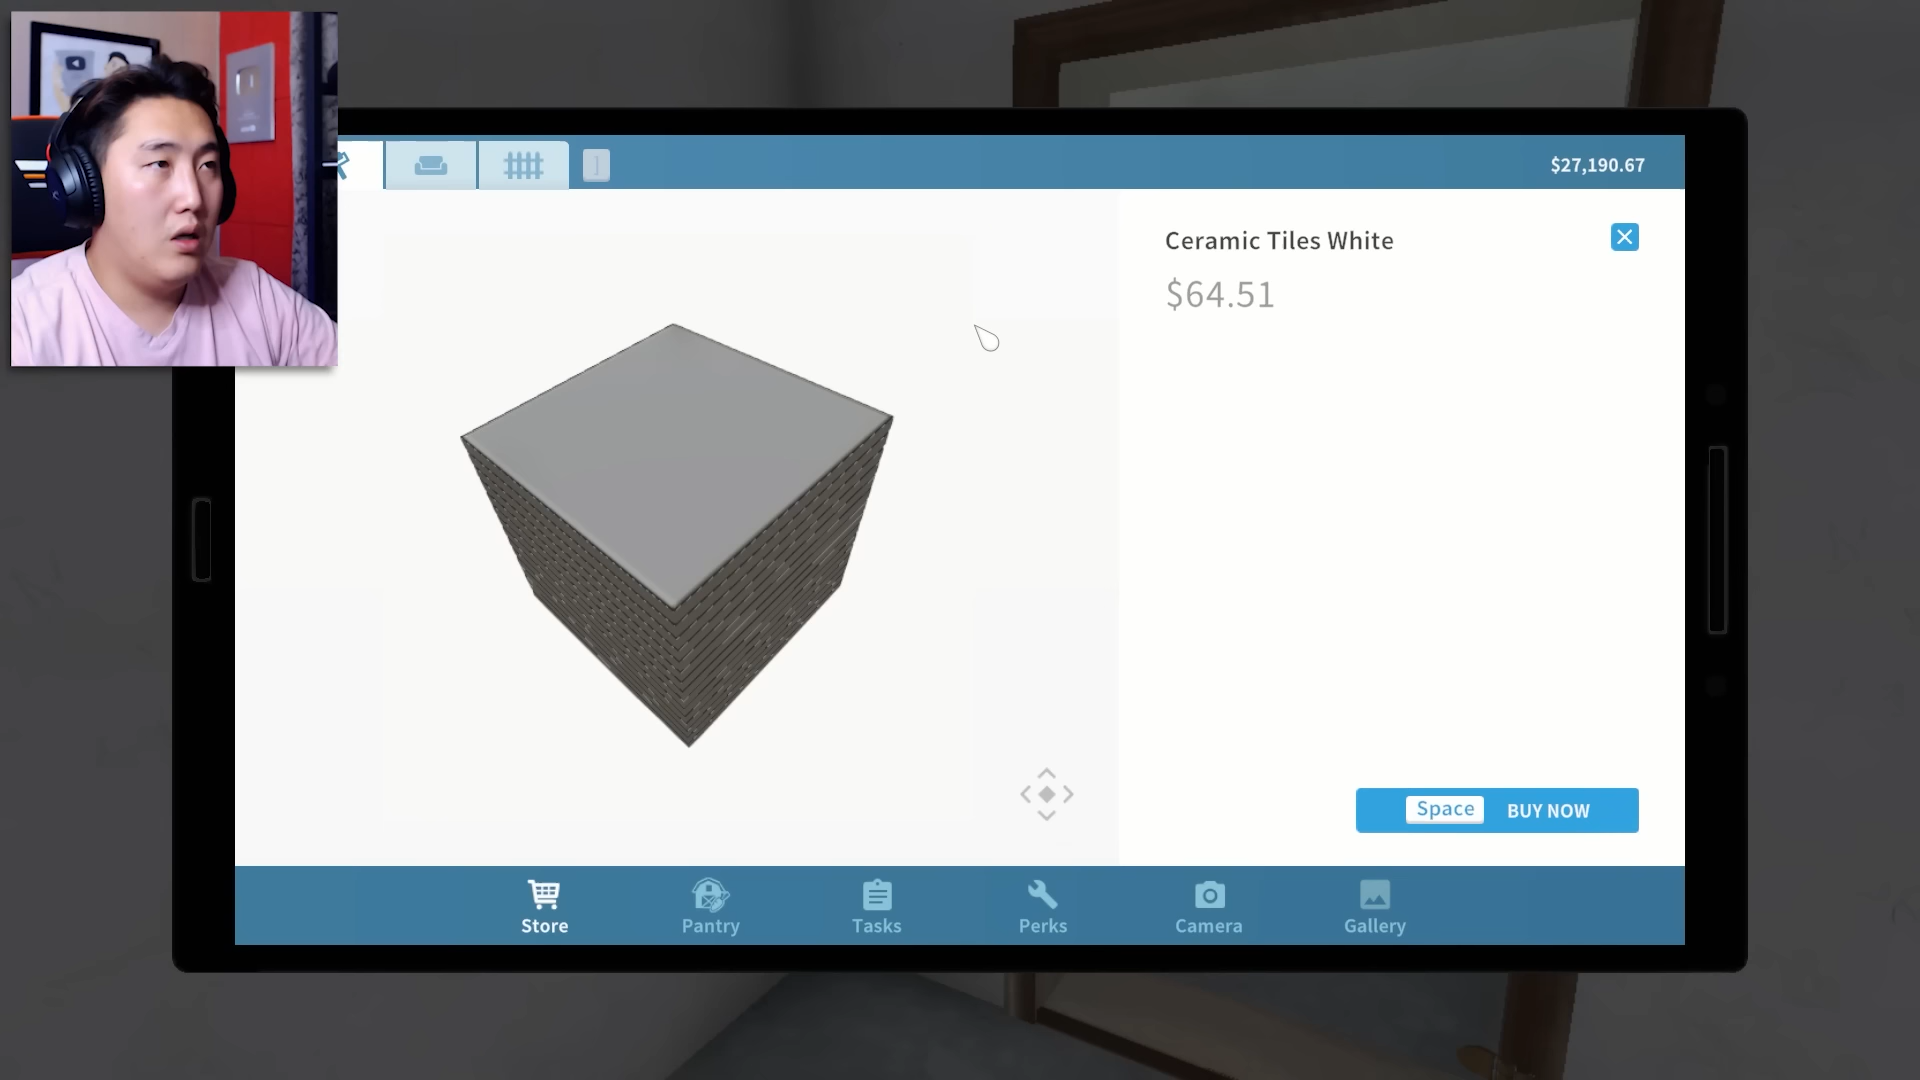 $27,190.67
Ceramic Tiles White
$64.51
Space BUY NOW
Store Pantry Tasks Perks Camera Gallery